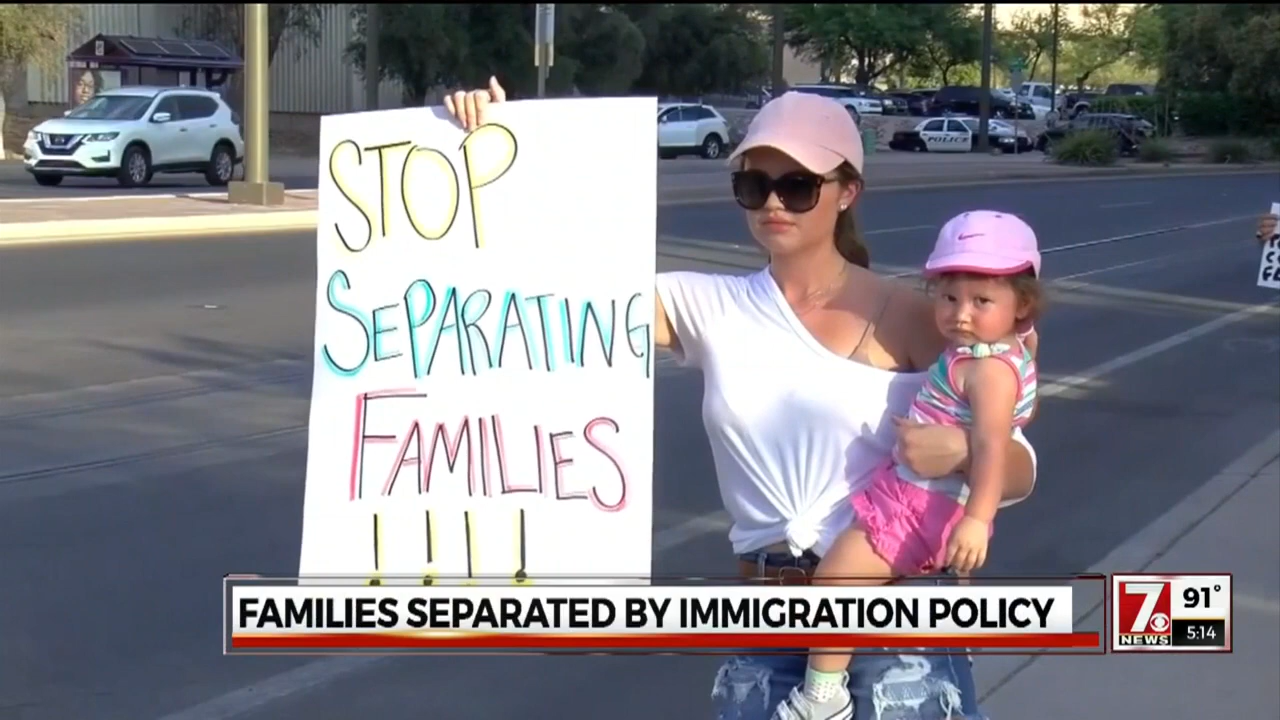 STOP
SEPARATING
FAMILIES
!!!!
POLICE
FAMILIES SEPARATED BY IMMIGRATION POLICY
7
NEWS
91°
5:14